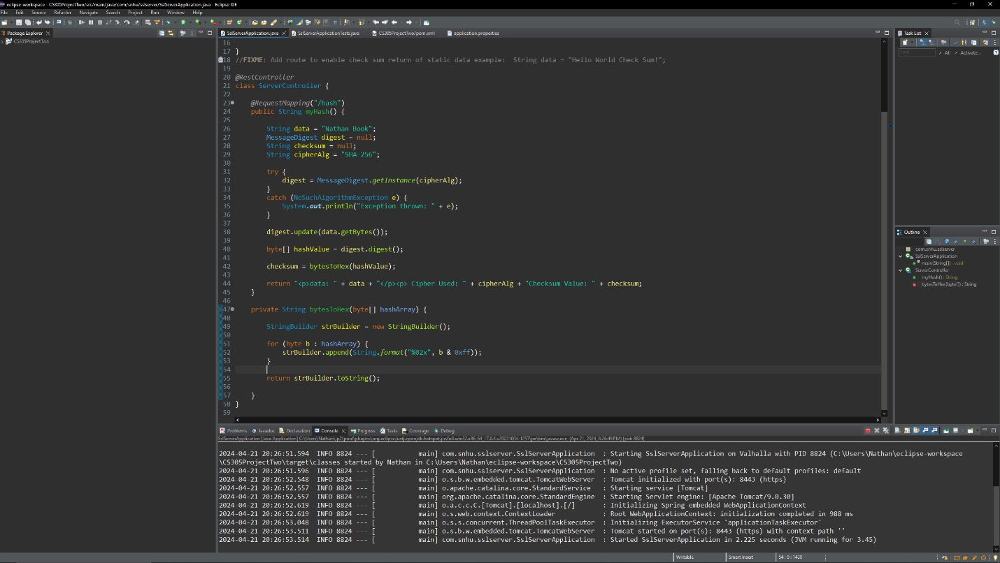 eclipse-workspace - CS305ProjectTwo/src/main/java/com/snhu/sslserver/SslServerApplication.java - Eclipse IDE
File Edit Source Refactor Navigate Search Project Run Window Help
Package Explorer
CS305ProjectTwo
SslServerApplication.java SslServerApplicationTests.java CS305ProjectTwo/pom.xml application.properties
16
17 }
18 //FIXME: Add route to enable check sum return of static data example:  String data = "Hello World Check Sum!";
19
20 @RestController
21 class ServerController {
22
23 @RequestMapping("/hash")
24 public String myHash() {
25
26 String data = "Nathan Book";
27 MessageDigest digest = null;
28 String checksum = null;
29 String cipherAlg = "SHA-256";
30
31 try {
32 digest = MessageDigest.getInstance(cipherAlg);
33 }
34 catch (NoSuchAlgorithmException e) {
35 System.out.println("Exception thrown: " + e);
36 }
37
38 digest.update(data.getBytes());
39
40 byte[] hashValue = digest.digest();
41
42 checksum = bytesToHex(hashValue);
43
44 return "<p>data: " + data + "</p><p> Cipher Used: " + cipherAlg + "Checksum Value: " + checksum;
45 }
46
47 private String bytesToHex(byte[] hashArray) {
48
49 StringBuilder strBuilder = new StringBuilder();
50
51 for (byte b : hashArray) {
52 strBuilder.append(String.format("%02x", b & 0xff));
53 }
54
55 return strBuilder.toString();
56
57 }
58 }
59
Task List
Find All Activate...
Outline
com.snhu.sslserver
SslServerApplication
main(String[]) : void
ServerController
myHash() : String
bytesToHex(byte[]) : String
Problems Javadoc Declaration Console Progress Tasks Coverage Debug
SslServerApplication [Java Application] C:\Users\Nathan\.p2\pool\plugins\org.eclipse.justj.openjdk.hotspot.jre.full.win32.x86_64_17.0.4.v20221004-1257\jre\bin\javaw.exe (Apr 21, 2024, 8:26:49 PM) [pid: 8824]
2024-04-21 20:26:51.594  INFO 8824 --- [           main] com.snhu.sslserver.SslServerApplication  : Starting SslServerApplication on Valhalla with PID 8824 (C:\Users\Nathan\eclipse-workspace
\CS305ProjectTwo\target\classes started by Nathan in C:\Users\Nathan\eclipse-workspace\CS305ProjectTwo)
2024-04-21 20:26:51.596  INFO 8824 --- [           main] com.snhu.sslserver.SslServerApplication  : No active profile set, falling back to default profiles: default
2024-04-21 20:26:52.548  INFO 8824 --- [           main] o.s.b.w.embedded.tomcat.TomcatWebServer  : Tomcat initialized with port(s): 8443 (https)
2024-04-21 20:26:52.557  INFO 8824 --- [           main] o.apache.catalina.core.StandardService   : Starting service [Tomcat]
2024-04-21 20:26:52.557  INFO 8824 --- [           main] org.apache.catalina.core.StandardEngine  : Starting Servlet engine: [Apache Tomcat/9.0.30]
2024-04-21 20:26:52.619  INFO 8824 --- [           main] o.a.c.c.C.[Tomcat].[localhost].[/]       : Initializing Spring embedded WebApplicationContext
2024-04-21 20:26:52.619  INFO 8824 --- [           main] o.s.web.context.ContextLoader            : Root WebApplicationContext: initialization completed in 988 ms
2024-04-21 20:26:53.048  INFO 8824 --- [           main] o.s.s.concurrent.ThreadPoolTaskExecutor  : Initializing ExecutorService 'applicationTaskExecutor'
2024-04-21 20:26:53.511  INFO 8824 --- [           main] o.s.b.w.embedded.tomcat.TomcatWebServer  : Tomcat started on port(s): 8443 (https) with context path ''
2024-04-21 20:26:53.514  INFO 8824 --- [           main] com.snhu.sslserver.SslServerApplication  : Started SslServerApplication in 2.225 seconds (JVM running for 3.45)
Writable Smart Insert 54 : 9 : 1430